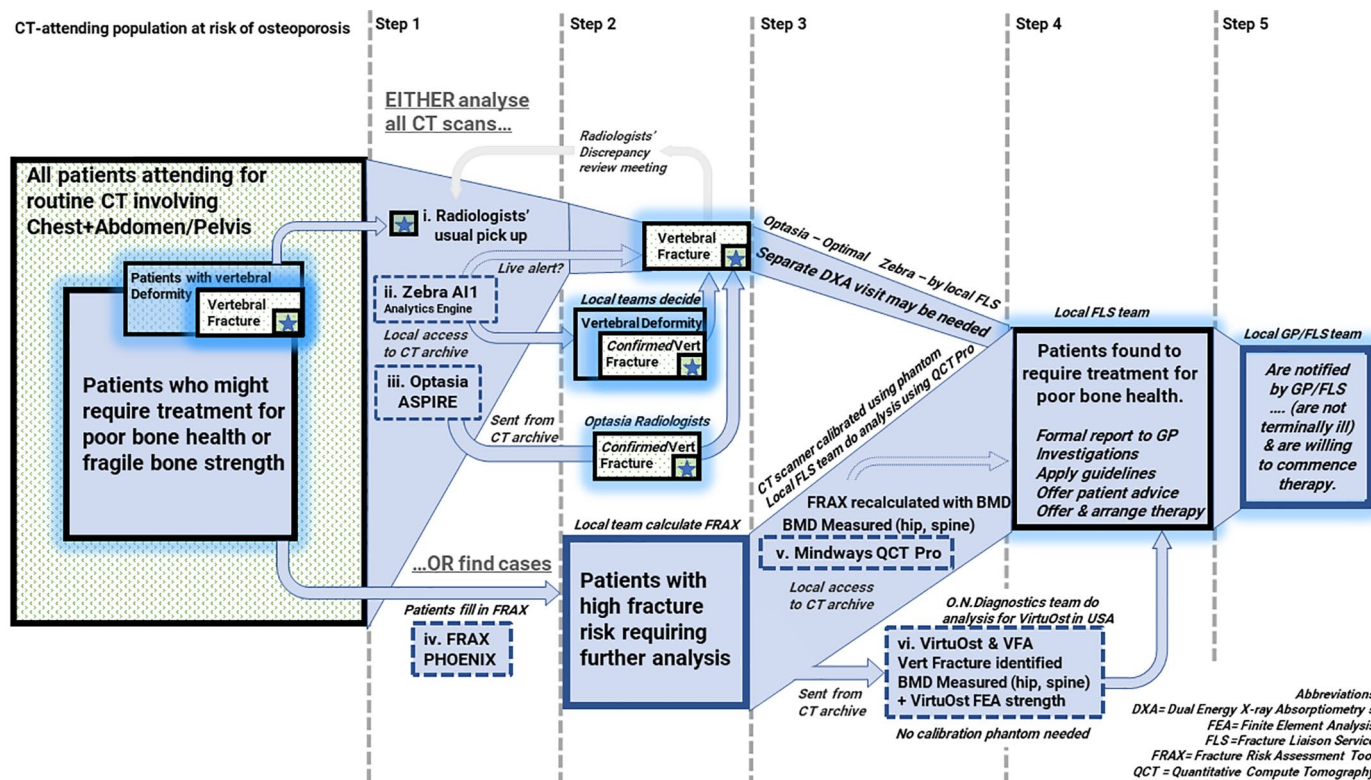 CT-attending population at risk of osteoporosis
Step 1
Step 2
Step 3
Step 4
Step 5
EITHER analyse
all CT scans...
Radiologists'
Discrepancy
review meeting
All patients attending for
routine CT involving
Chest+Abdomen/Pelvis
Patients with vertebral
Deformity
Vertebral
Fracture
Patients who might
require treatment for
poor bone health or
fragile bone strength
i. Radiologists'
usual pick up
Live alert?
ii. Zebra AI1
Analytics Engine
Local access
to CT archive
iii. Optasia
ASPIRE
Sent from
CT archive
Vertebral
Fracture
Local teams decide
Vertebral Deformity
Confirmed Vert
Fracture
Optasia Radiologists
Confirmed Vert
Fracture
Optasia – Optimal Zebra – by local FLS
Separate DXA visit may be needed
CT scanner calibrated using phantom
Local FLS team do analysis using QCT Pro
...OR find cases
Patients fill in FRAX
iv. FRAX
PHOENIX
Local team calculate FRAX
Patients with
high fracture
risk requiring
further analysis
FRAX recalculated with BMD
BMD Measured (hip, spine)
v. Mindways QCT Pro
Local access
to CT archive
Sent from
CT archive
O.N.Diagnostics team do
analysis for VirtuOst in USA
vi. VirtuOst & VFA
Vert Fracture identified
BMD Measured (hip, spine)
+ VirtuOst FEA strength
No calibration phantom needed
Local FLS team
Patients found to
require treatment for
poor bone health.
Formal report to GP
Investigations
Apply guidelines
Offer patient advice
Offer & arrange therapy
Local GP/FLS team
Are notified
by GP/FLS
.... (are not
terminally ill)
& are willing
to commence
therapy.
Abbreviations
DXA= Dual Energy X-ray Absorptiometry s
FEA=Finite Element Analysis
FLS=Fracture Liaison Service
FRAX= Fracture Risk Assessment Tool
QCT = Quantitative Compute Tomography